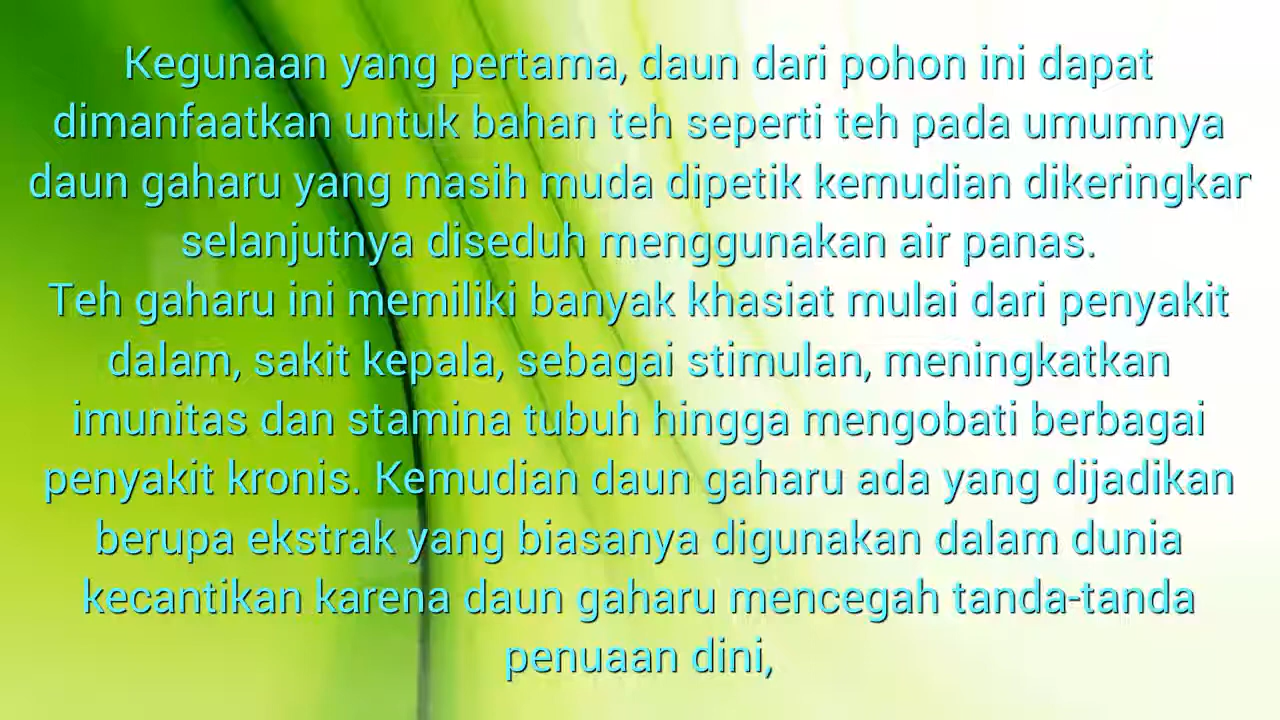 Kegunaan yang pertama, daun dari pohon ini dapat
dimanfaatkan untuk bahan teh seperti teh pada umumnya
daun gaharu yang masih muda dipetik kemudian dikeringkan
selanjutnya diseduh menggunakan air panas.
Teh gaharu ini memiliki banyak khasiat mulai dari penyakit
dalam, sakit kepala, sebagai stimulan, meningkatkan
imunitas dan stamina tubuh hingga mengobati berbagai
penyakit kronis. Kemudian daun gaharu ada yang dijadikan
berupa ekstrak yang biasanya digunakan dalam dunia
kecantikan karena daun gaharu mencegah tanda-tanda
penuaan dini,